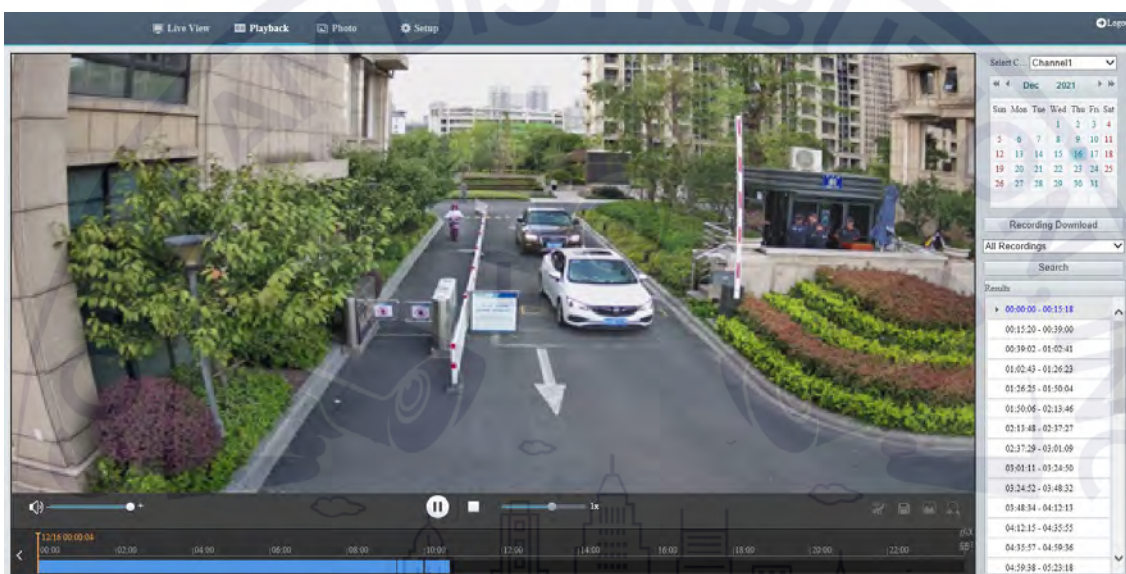 Live View Playback Photo Setup
Select C... Channel1
Dec 2021
Sun Mon Tue Wed Thu Fri Sat
1 2 3 4
5 6 7 8 9 10 11
12 13 14 15 16 17 18
19 20 21 22 23 24 25
26 27 28 29 30 31
Recording Download
All Recordings
Search
Results
00:00:00 - 00:15:18
00:15:20 - 00:39:00
00:39:02 - 01:02:41
01:02:43 - 01:26:23
01:26:25 - 01:50:04
01:50:06 - 02:13:46
02:13:48 - 02:37:27
02:37:29 - 03:01:09
03:01:11 - 03:24:50
03:24:52 - 03:48:32
03:48:34 - 04:12:13
04:12:15 - 04:35:55
04:35:57 - 04:59:36
04:59:38 - 05:23:18
1x
12/16 00:00:04
00:00 02:00 04:00 06:00 08:00 10:00 12:00 14:00 16:00 18:00 20:00 22:00